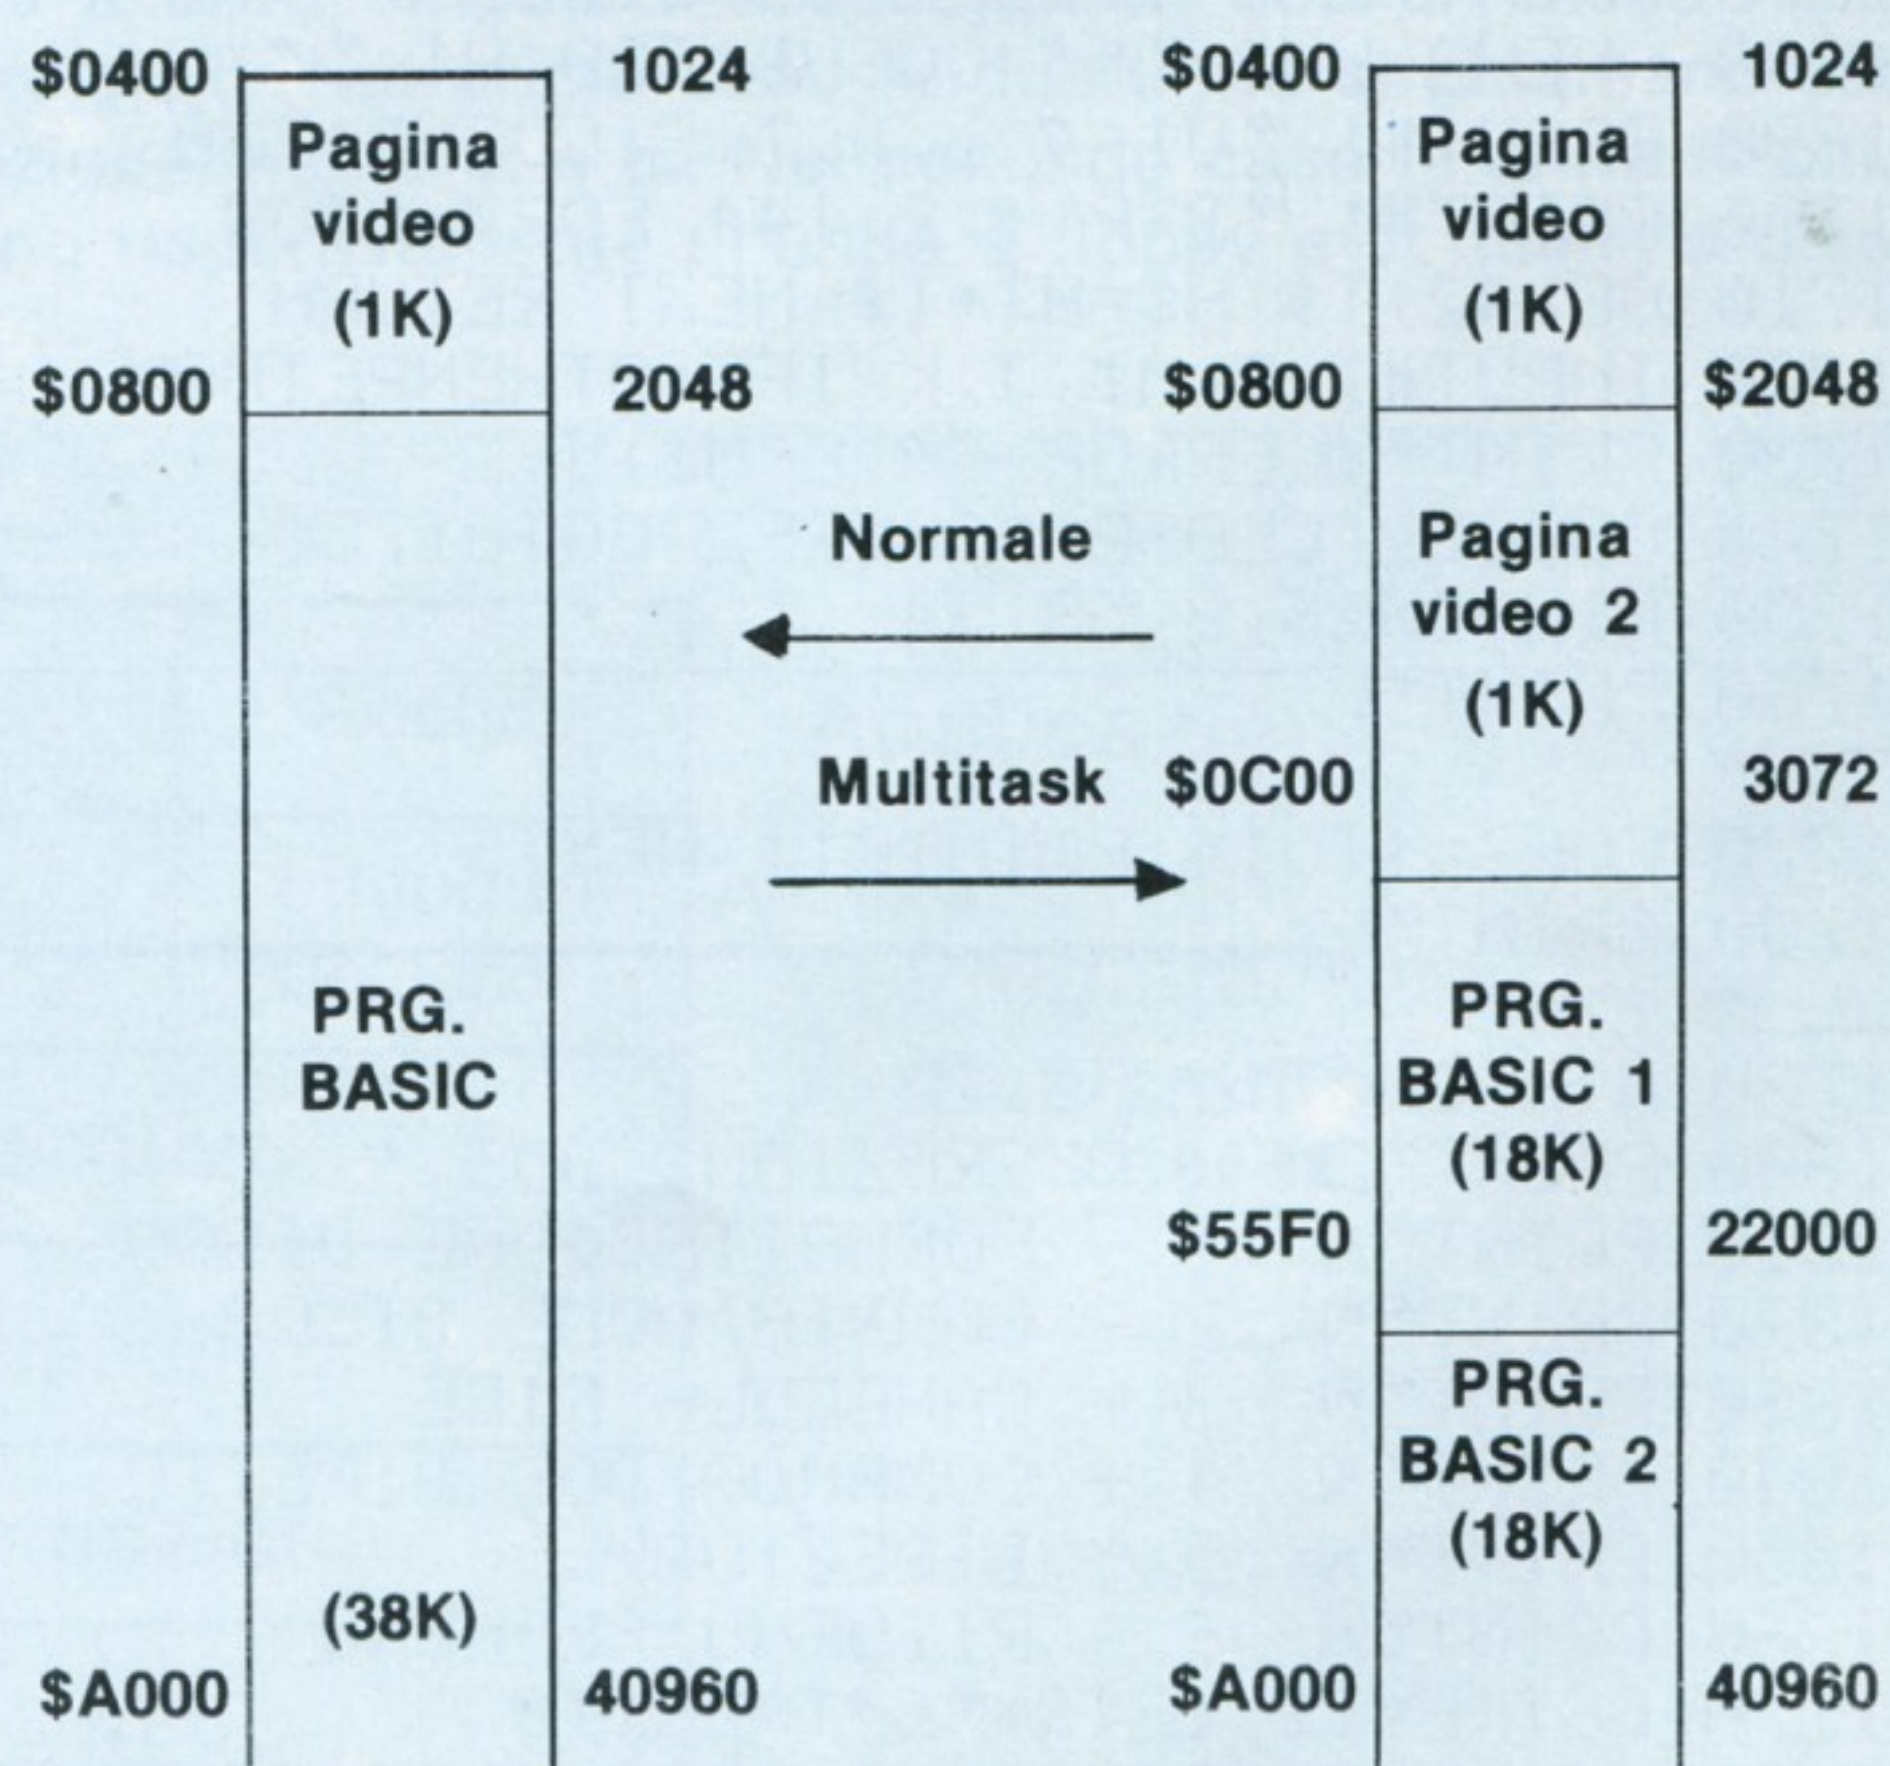 $0400
1024
Pagina
video
(1K)
$0800
2048
PRG.
BASIC
(38K)
$A000
40960
Normale
Multitask
$0400
1024
Pagina
video
(1K)
$0800
$2048
Pagina
video 2
(1K)
$0C00
3072
PRG.
BASIC 1
(18K)
$55F0
22000
PRG.
BASIC 2
(18K)
$A000
40960